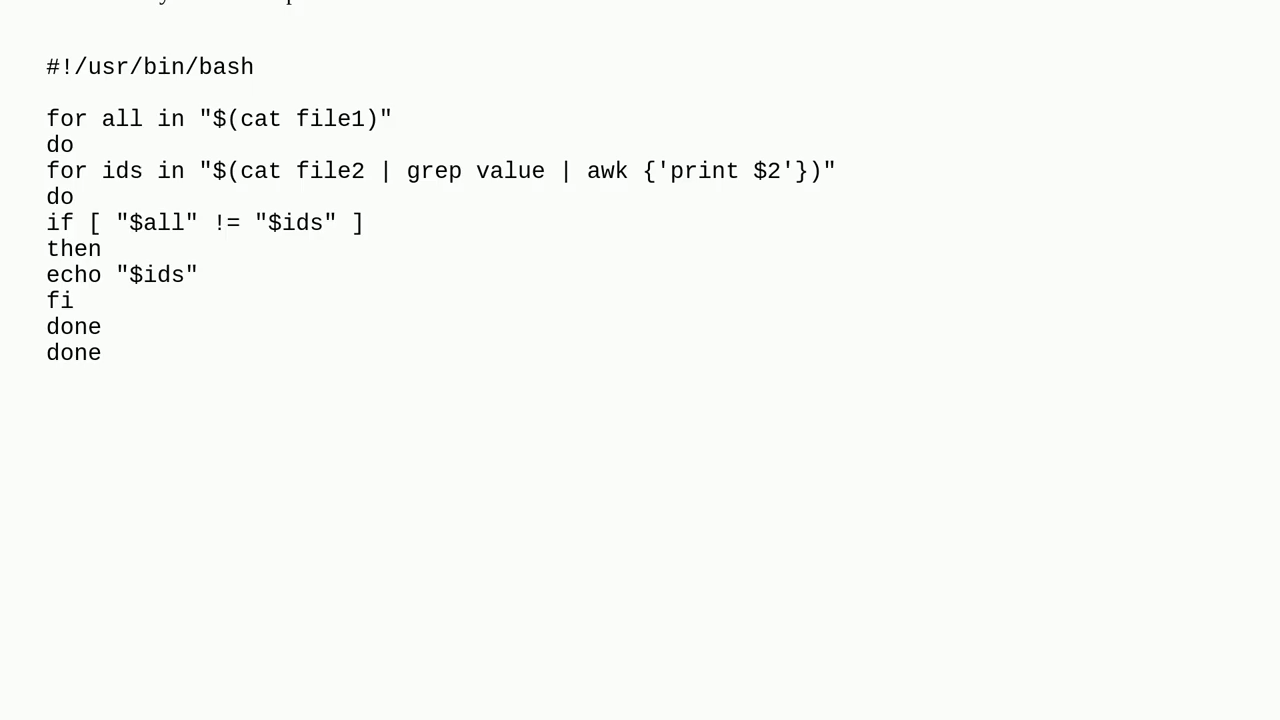 #!/usr/bin/bash
for all in "$(cat file1)"
do
for ids in "$(cat file2 | grep value | awk {'print $2'})"
do
if [ "$all" != "$ids" ]
then
echo "$ids"
fi
done
done